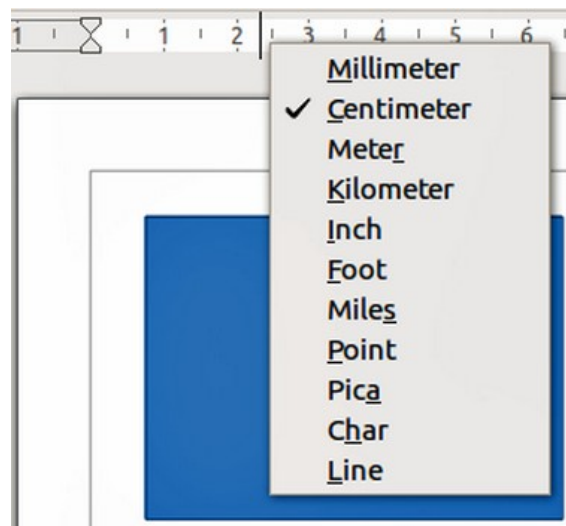 1 1 2 3 4 5 6
Millimeter
Centimeter
Meter
Kilometer
Inch
Foot
Miles
Point
Pica
Char
Line